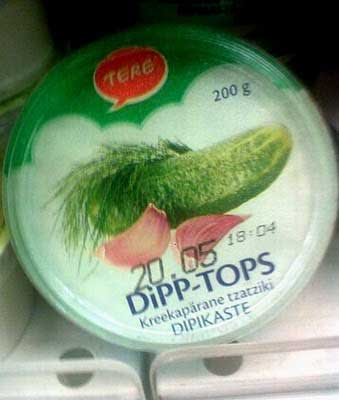 TERE
200 g
20.05 18:04
DiPP-TOPS
Kreekapärane tzatziki
DIPIKASTE